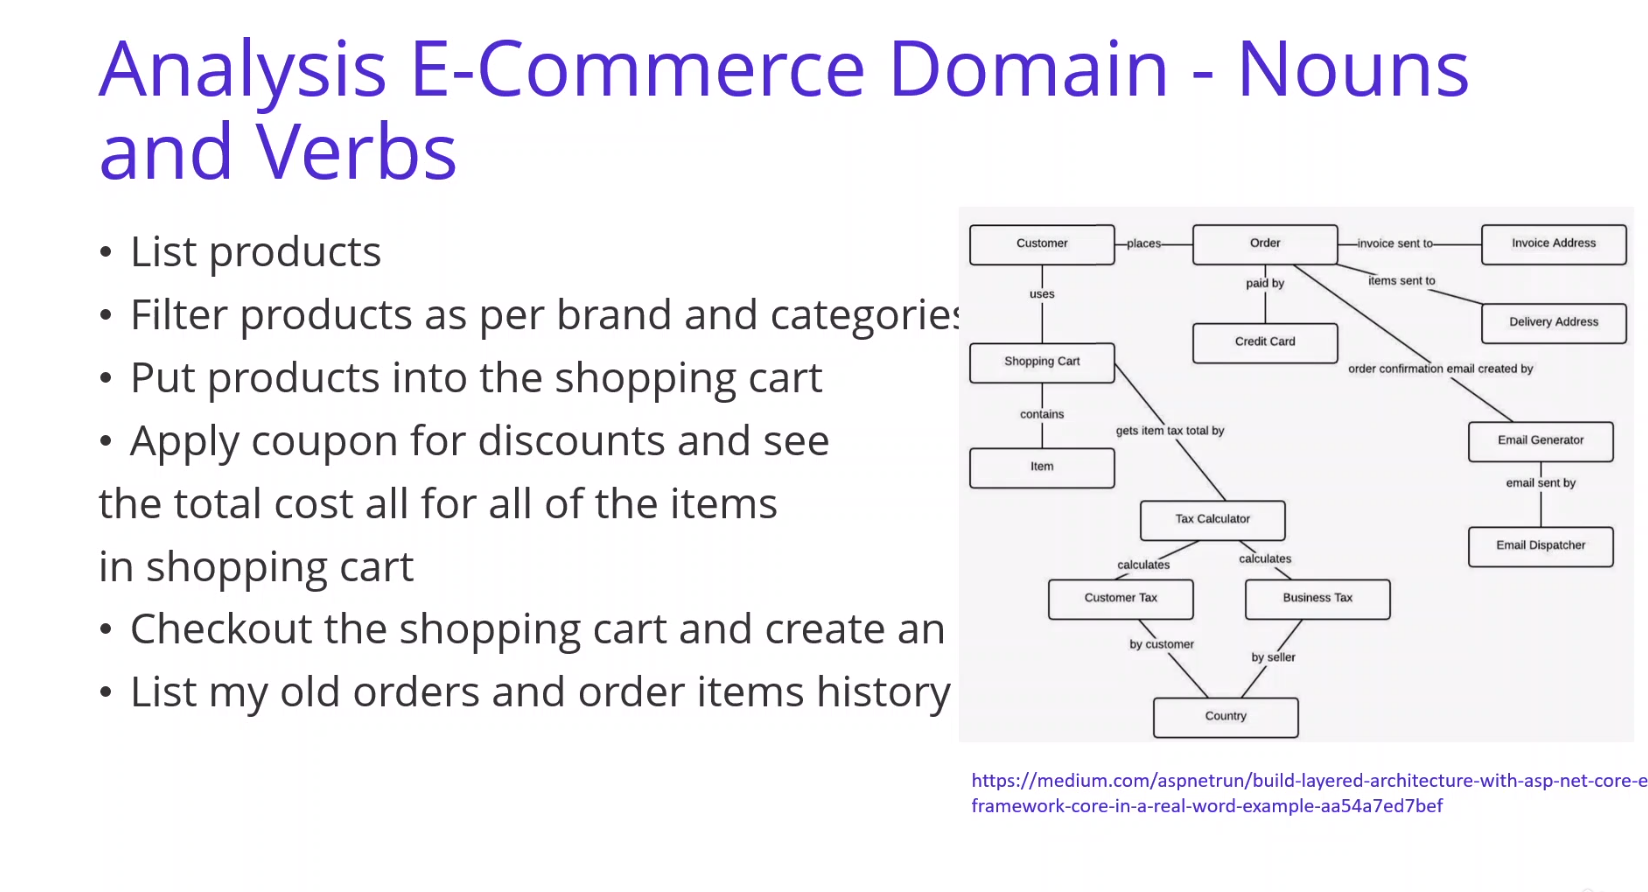 Analysis E-Commerce Domain - Nouns
and Verbs
• List products
• Filter products as per brand and categories
• Put products into the shopping cart
• Apply coupon for discounts and see
the total cost all for all of the items
in shopping cart
• Checkout the shopping cart and create an
• List my old orders and order items history
Customer
places
Order
invoice sent to
Invoice Address
uses
paid by
items sent to
Delivery Address
Credit Card
Shopping Cart
order confirmation email created by
contains
gets item tax total by
Item
Email Generator
email sent by
Tax Calculator
Email Dispatcher
calculates
calculates
Customer Tax
Business Tax
by customer
by seller
Country
https://medium.com/aspnetrun/build-layered-architecture-with-asp-net-core-e
framework-core-in-a-real-word-example-aa54a7ed7bef